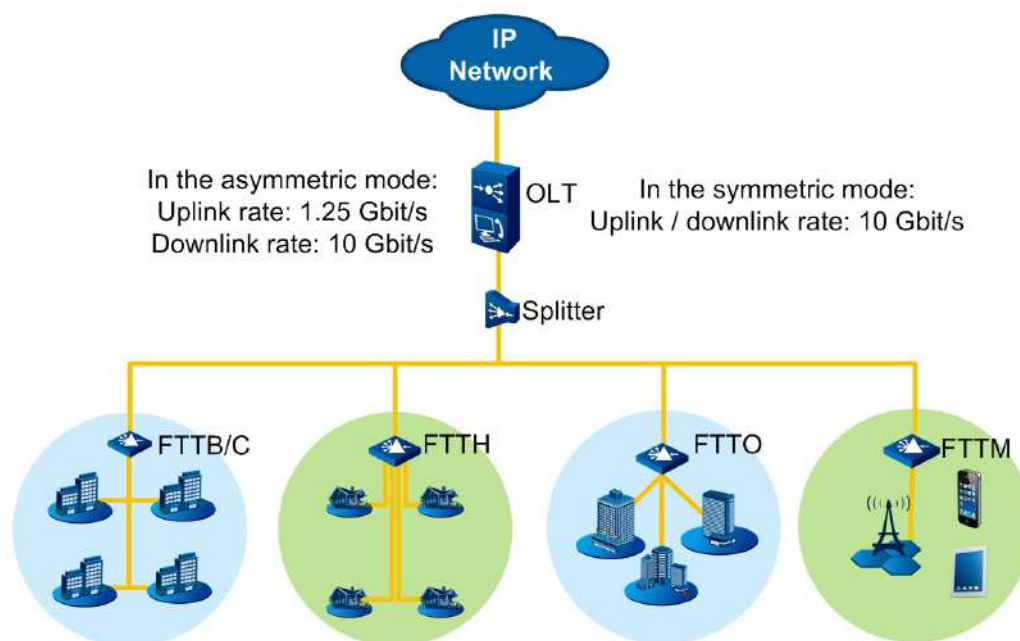 IP
Network
In the asymmetric mode:
Uplink rate: 1.25 Gbit/s
Downlink rate: 10 Gbit/s
OLT
In the symmetric mode:
Uplink / downlink rate: 10 Gbit/s
Splitter
FTTB/C
FTTH
FTTO
FTTM